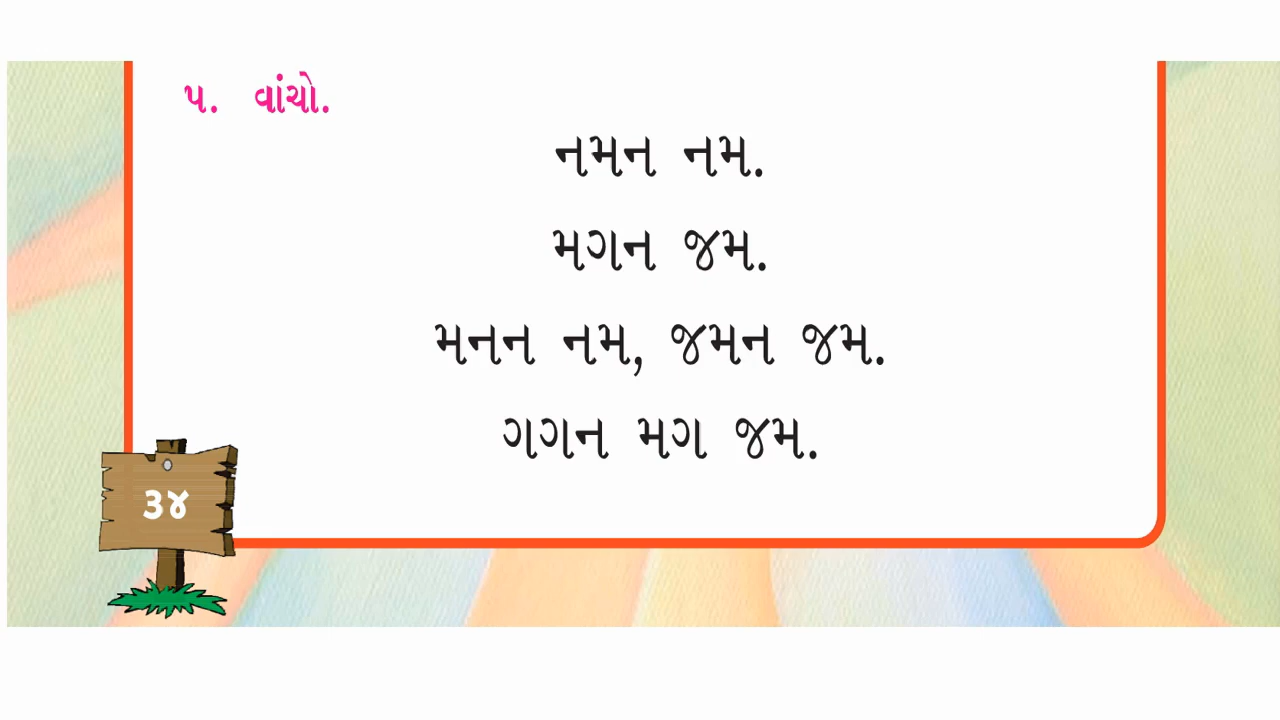 ૫. વાંચો.
નમન નમ.
મગન જમ.
મનન નમ, જમન જમ.
ગગન મગ જમ.
૩૪